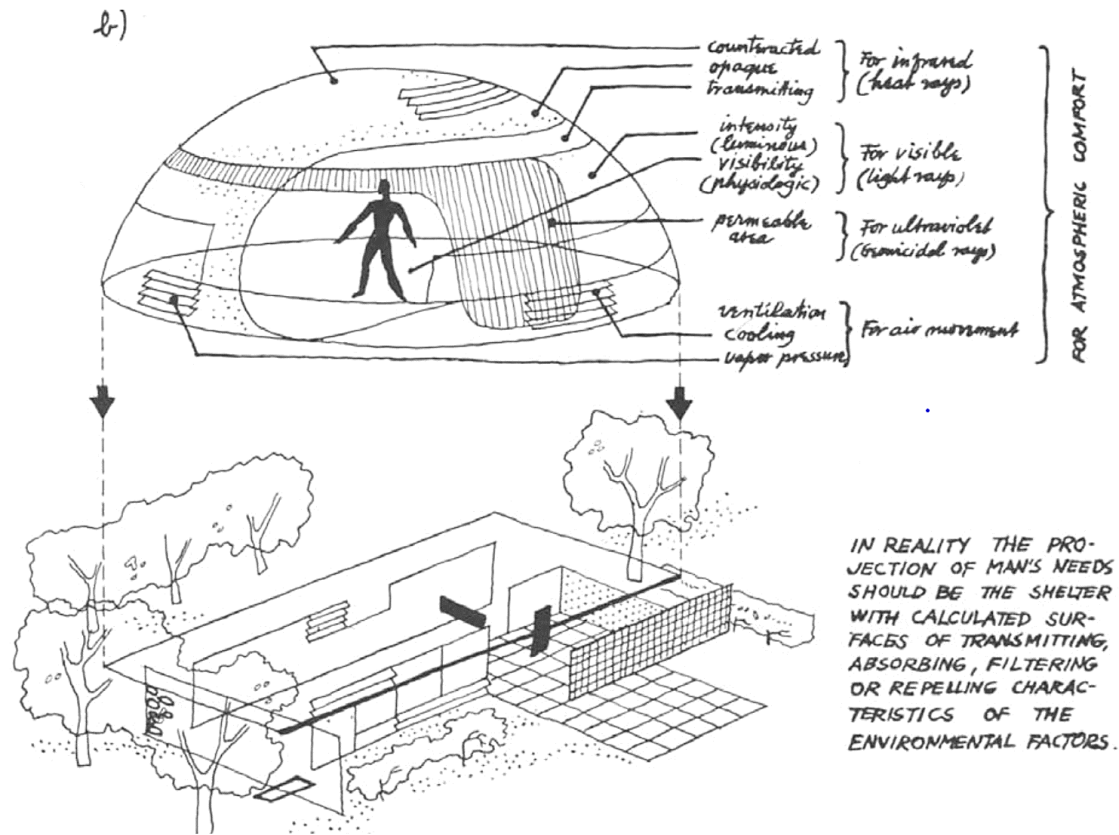 b)
counteracted
opaque
transmitting
For infrared
(heat rays)
intensity
(luminous)
visibility
(physiologic)
For visible
(light rays)
permeable
area
For ultraviolet
(Germicidal rays)
ventilation
cooling
vapor pressure
For air movement
FOR ATMOSPHERIC COMFORT
IN REALITY THE PRO-
JECTION OF MAN'S NEEDS
SHOULD BE THE SHELTER
WITH CALCULATED SUR-
FACES OF TRANSMITTING,
ABSORBING, FILTERING
OR REPELLING CHARAC-
TERISTICS OF THE
ENVIRONMENTAL FACTORS.